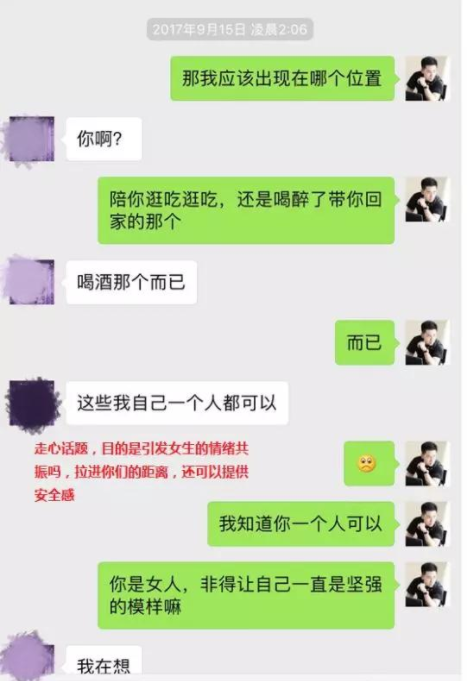 2017年9月15日 凌晨2:06
那我应该出现在哪个位置
你啊？
陪你逛吃逛吃，还是喝醉了带你回
家的那个
喝酒那个而已
而已
这些我自己一个人都可以
走心话题，目的是引发女生的情绪共
振吗，拉进你们的距离，还可以提供
安全感
我知道你一个人可以
你是女人，非得让自己一直是坚强
的模样嘛
我在想